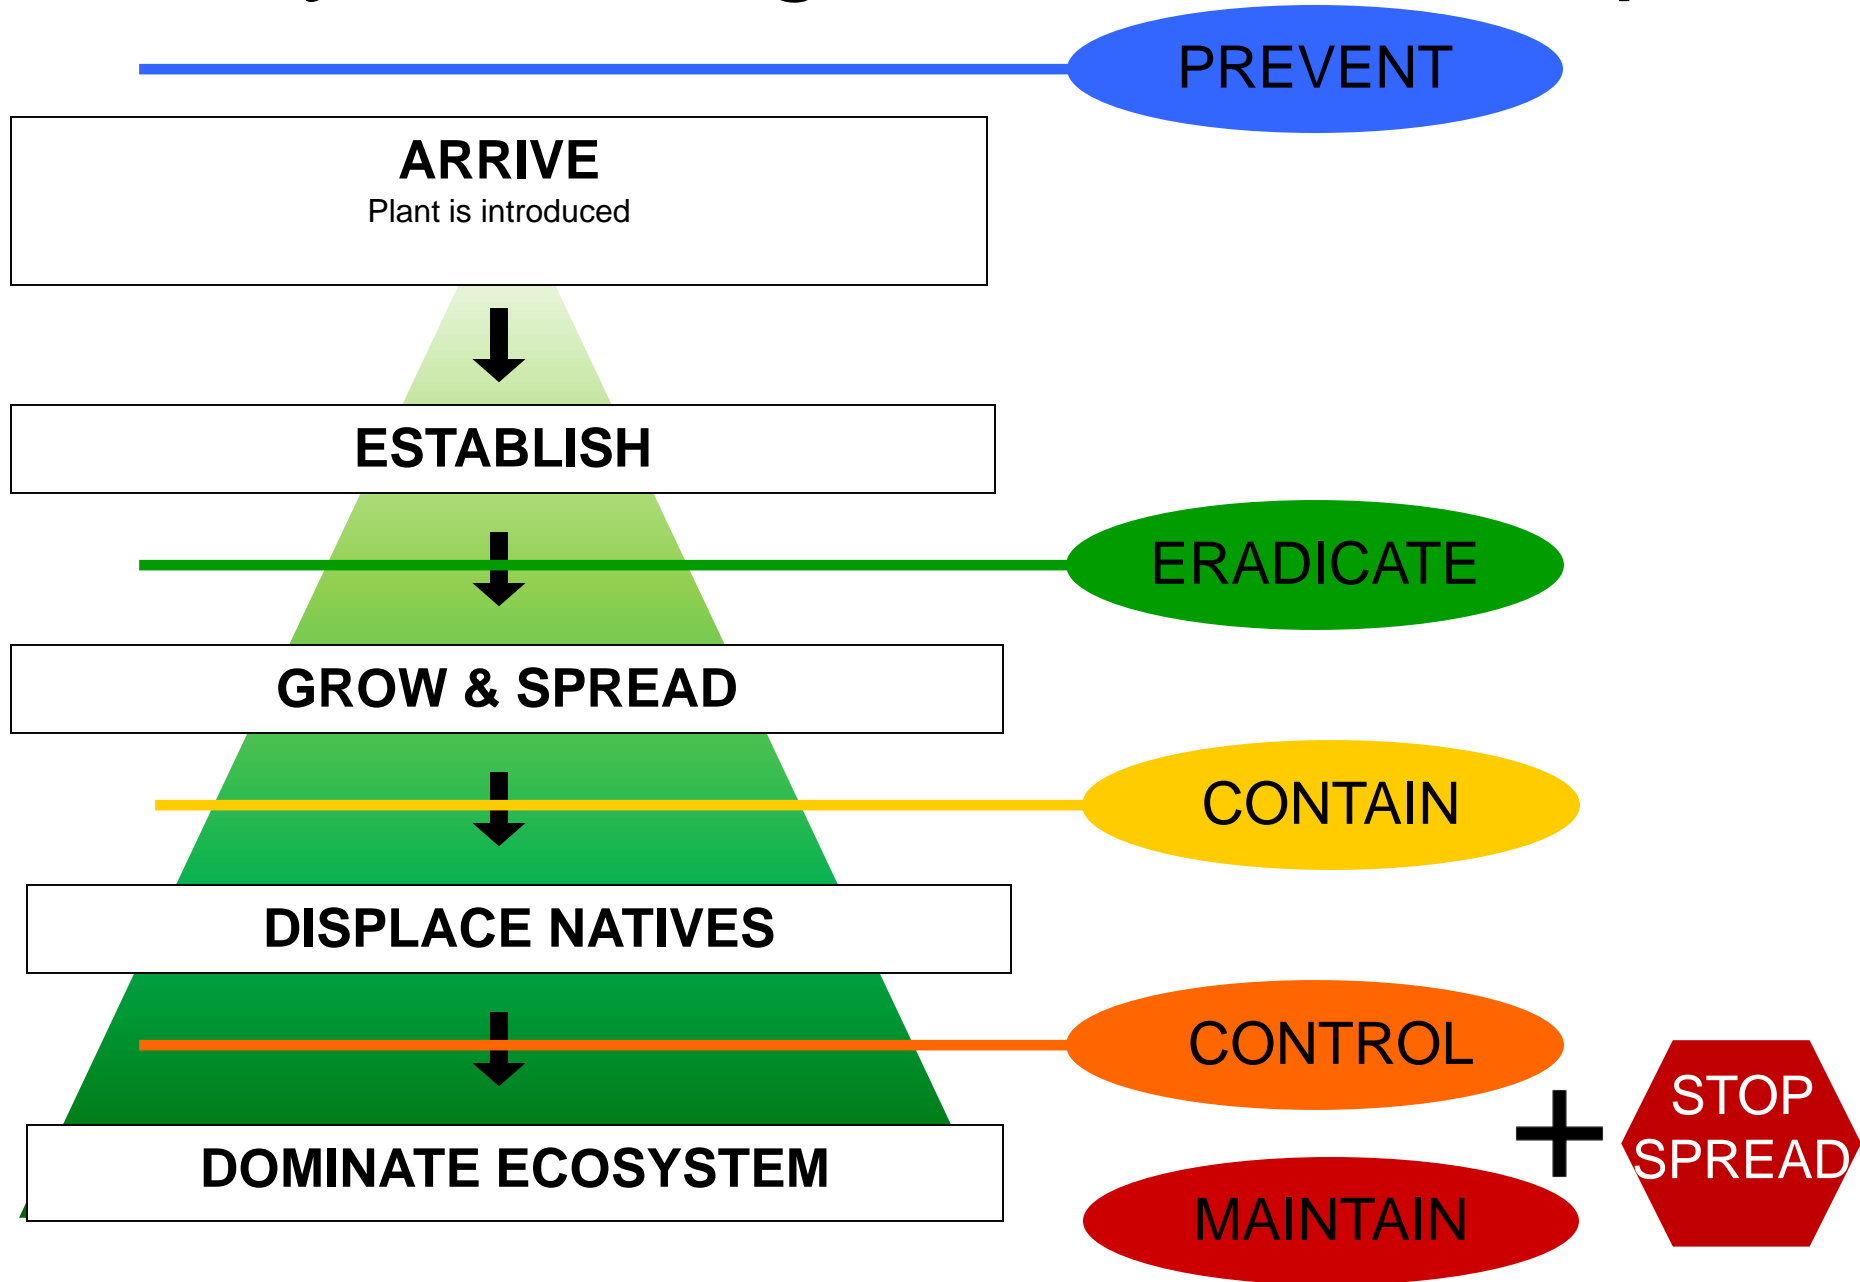 PREVENT
ARRIVE
Plant is introduced
ESTABLISH
ERADICATE
GROW & SPREAD
CONTAIN
DISPLACE NATIVES
CONTROL
STOP
SPREAD
DOMINATE ECOSYSTEM
MAINTAIN